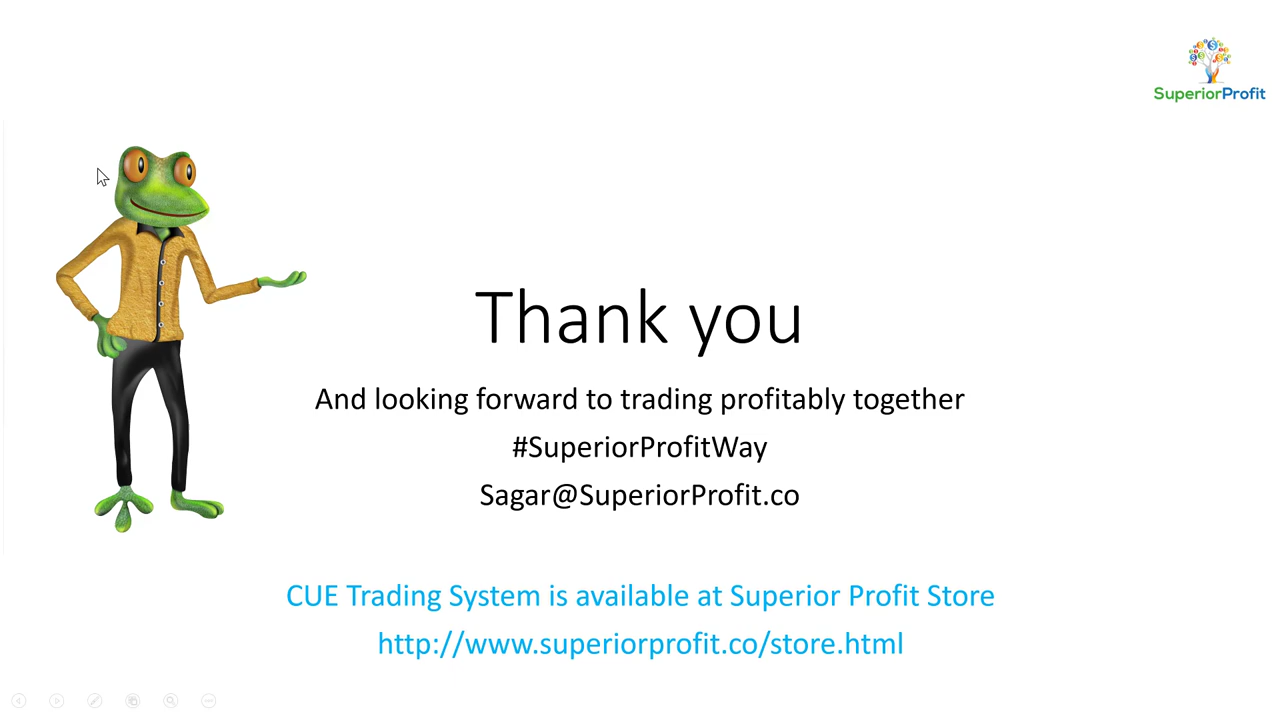 SuperiorProfit
Thank you
And looking forward to trading profitably together
#SuperiorProfitWay
Sagar@SuperiorProfit.co
CUE Trading System is available at Superior Profit Store
http://www.superiorprofit.co/store.html